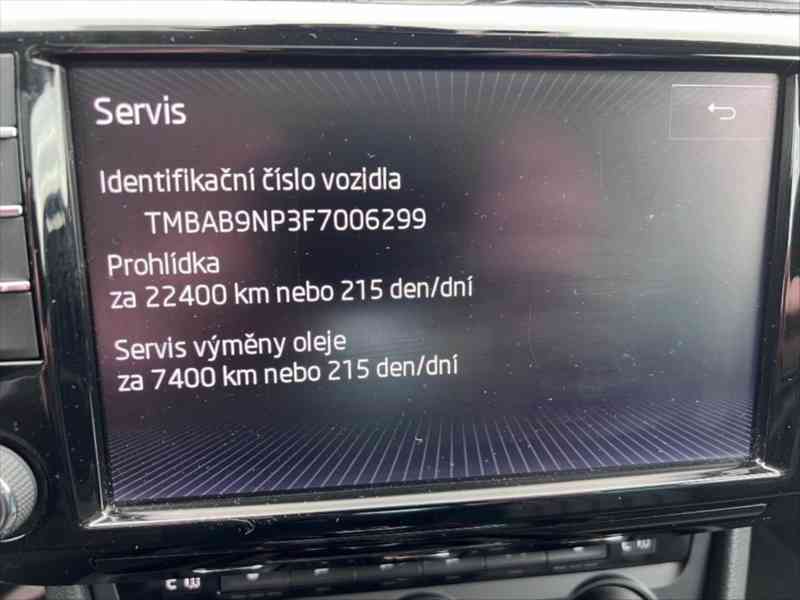 Servis
Identifikační číslo vozidla
TMBAB9NP3F7006299
Prohlídka
za 22400 km nebo 215 den/dní
Servis výměny oleje
za 7400 km nebo 215 den/dní